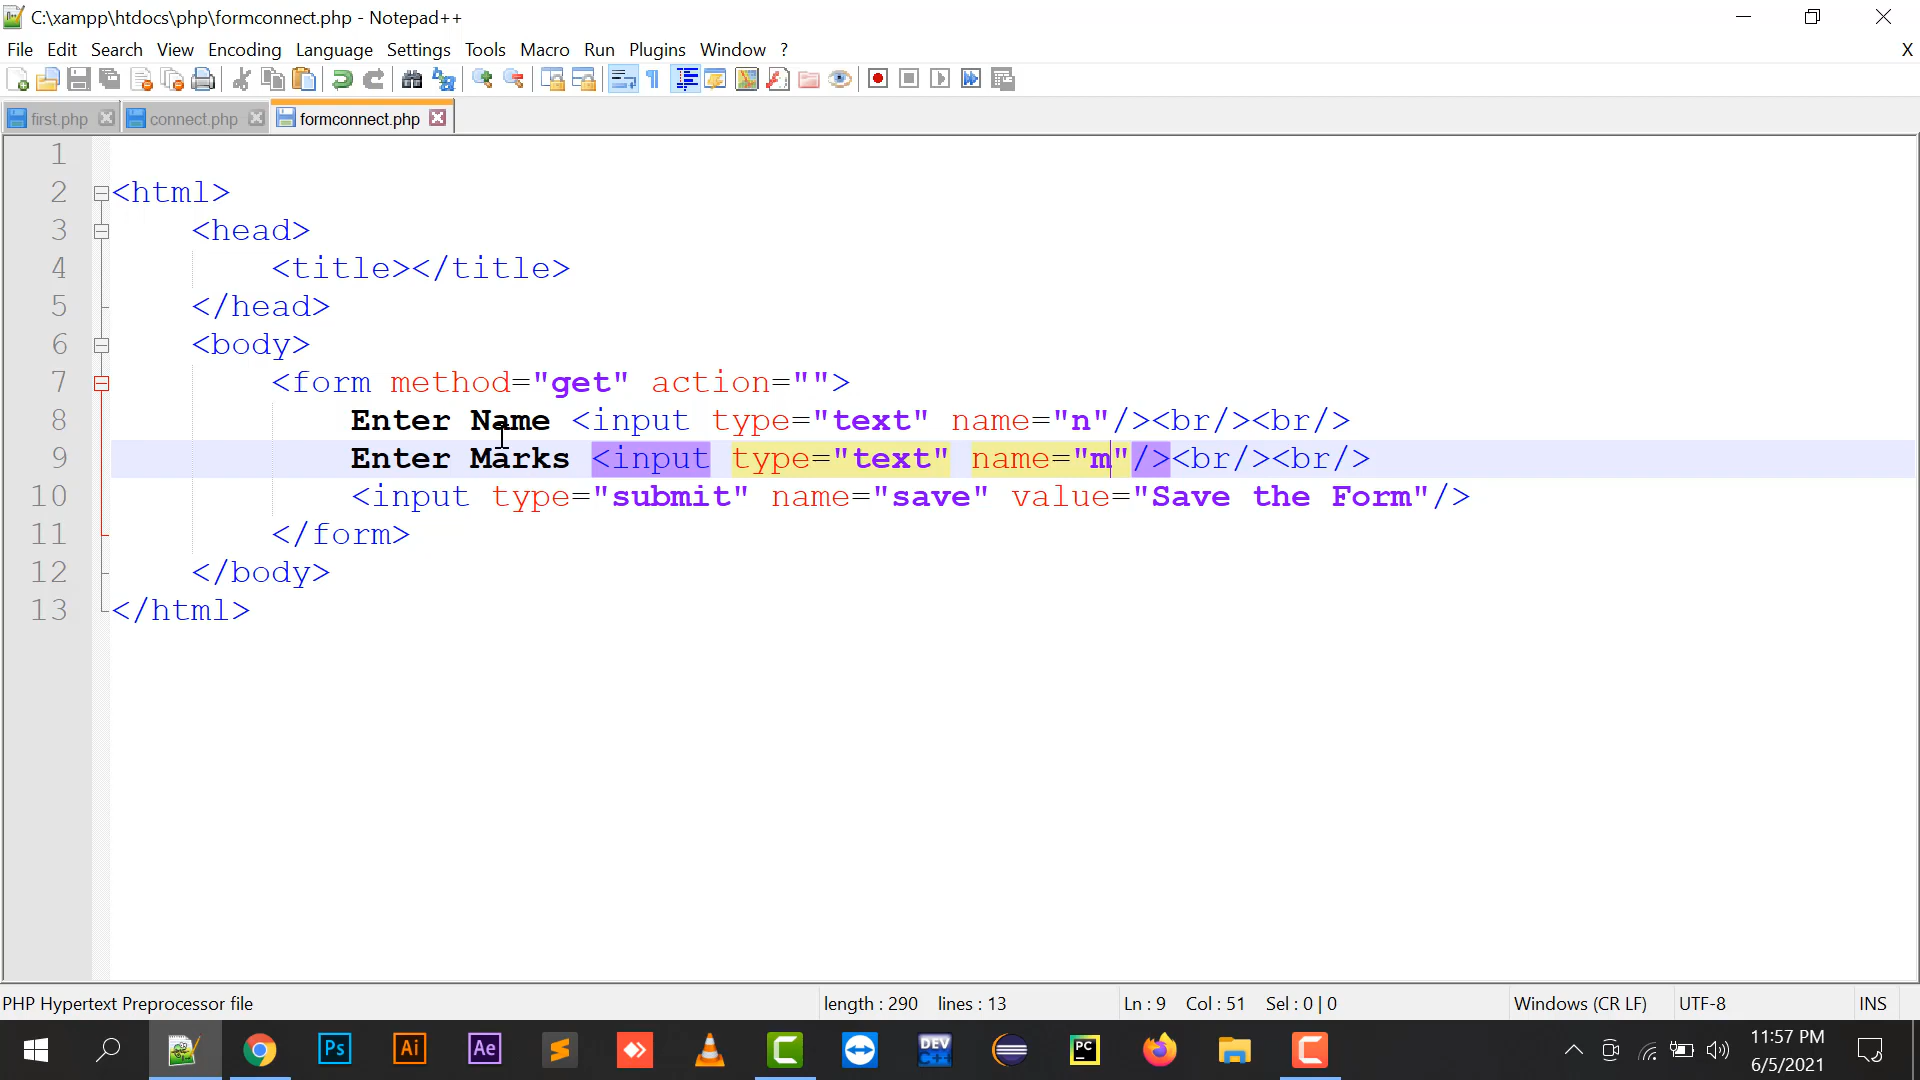 C:\xampp\htdocs\php\formconnect.php - Notepad++
File Edit Search View Encoding Language Settings Tools Macro Run Plugins Window ? X
first.php connect.php formconnect.php
1
2 <html>
3 <head>
4 <title></title>
5 </head>
6 <body>
7 <form method="get" action="">
8 Enter Name <input type="text" name="n"/><br/><br/>
9 Enter Marks <input type="text" name="m"/><br/><br/>
10 <input type="submit" name="save" value="Save the Form"/>
11 </form>
12 </body>
13 </html>
PHP Hypertext Preprocessor file length : 290 lines : 13 Ln : 9 Col : 51 Sel : 0 | 0 Windows (CR LF) UTF-8 INS
Ps Ai Ae DEV C++ PC
11:57 PM
6/5/2021